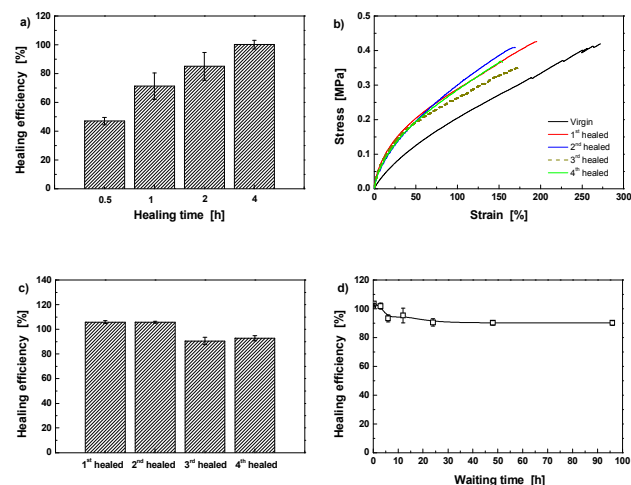 a)
Healing efficiency [%]
120
100
80
60
40
20
0
0.5 1 2 4
Healing time [h]
b)
Stress [MPa]
0.5
0.4
0.3
0.2
0.1
0.0
Virgin
1st healed
2nd healed
3rd healed
4th healed
0 50 100 150 200 250 300
Strain [%]
c)
Healing efficiency [%]
140
120
100
80
60
40
20
0
1st healed 2nd healed 3rd healed 4th healed
d)
Healing efficiency [%]
120
100
80
60
40
20
0
0 10 20 30 40 50 60 70 80 90 100
Waiting time [h]